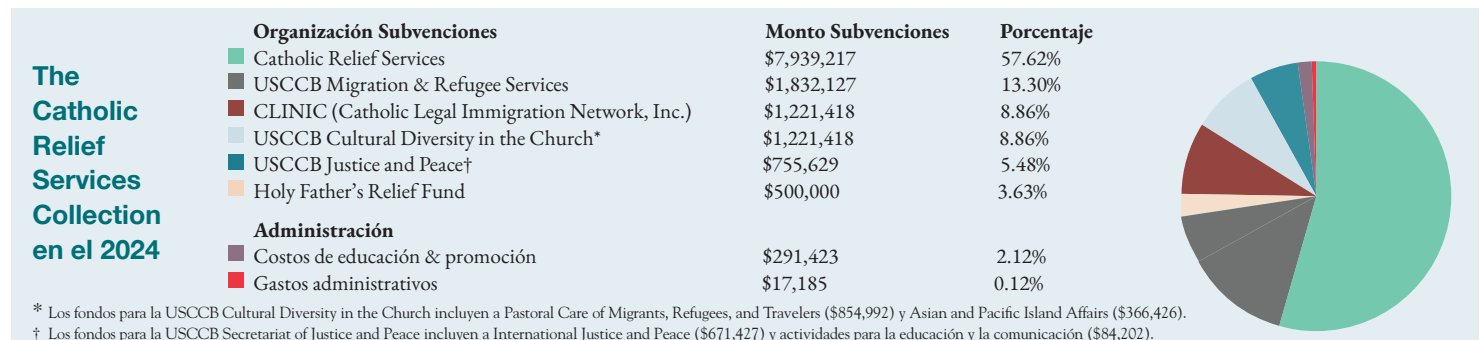 The
Catholic
Relief
Services
Collection
en el 2024
Organización Subvenciones Monto Subvenciones Porcentaje
Catholic Relief Services $7,939,217 57.62%
USCCB Migration & Refugee Services $1,832,127 13.30%
CLINIC (Catholic Legal Immigration Network, Inc.) $1,221,418 8.86%
USCCB Cultural Diversity in the Church* $1,221,418 8.86%
USCCB Justice and Peace† $755,629 5.48%
Holy Father's Relief Fund $500,000 3.63%
Administración
Costos de educación & promoción $291,423 2.12%
Gastos administrativos $17,185 0.12%
* Los fondos para la USCCB Cultural Diversity in the Church incluyen a Pastoral Care of Migrants, Refugees, and Travelers ($854,992) y Asian and Pacific Island Affairs ($366,426).
† Los fondos para la USCCB Secretariat of Justice and Peace incluyen a International Justice and Peace ($671,427) y actividades para la educación y la comunicación ($84,202).